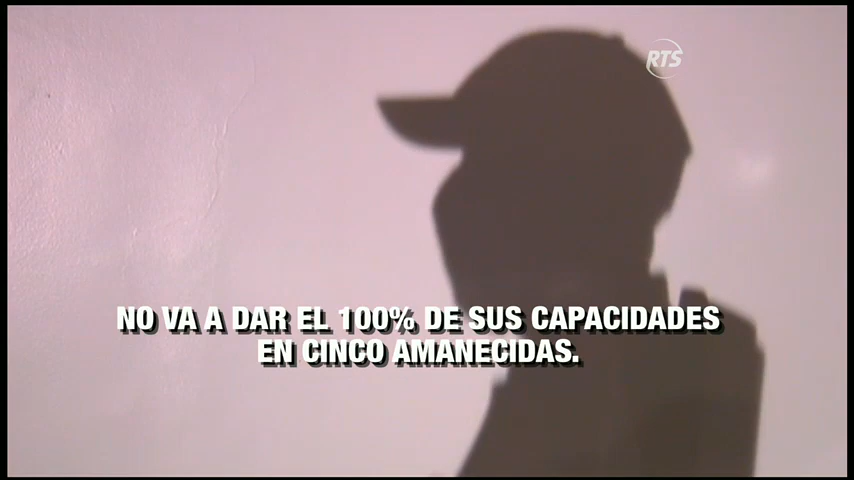 RTS
NO VA A DAR EL 100% DE SUS CAPACIDADES
EN CINCO AMANECIDAS.